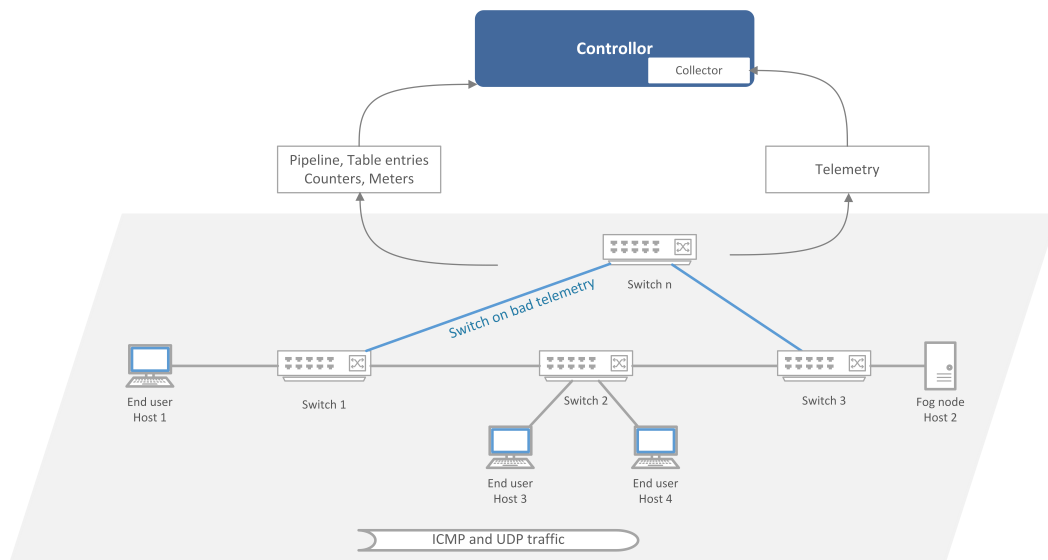 Controllor
Collector
Pipeline, Table entries
Counters, Meters
Telemetry
Switch n
Switch on bad telemetry
End user
Host 1
Switch 1
Switch 2
Switch 3
Fog node
Host 2
End user
Host 3
End user
Host 4
ICMP and UDP traffic